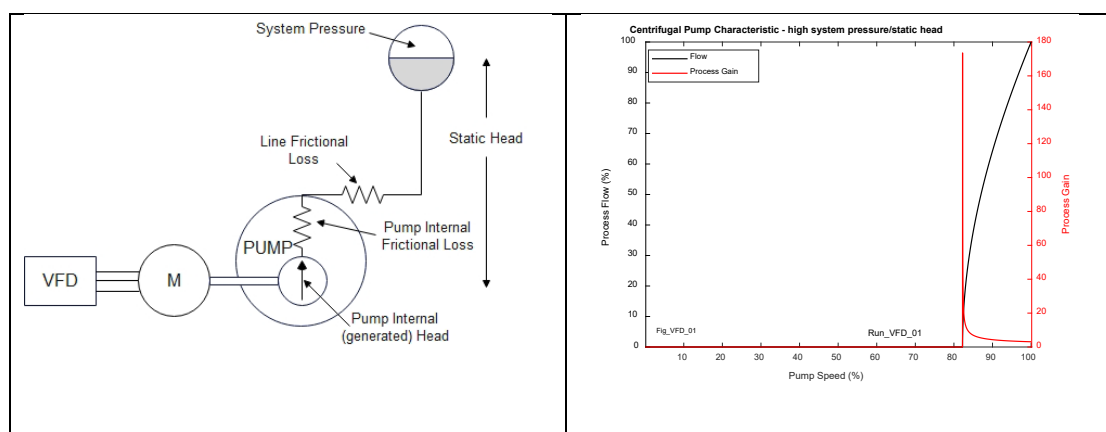 System Pressure
Static Head
Line Frictional
Loss
Pump Internal
Frictional Loss
PUMP
VFD
M
Pump Internal
(generated) Head
Centrifugal Pump Characteristic - high system pressure/static head
Flow
Process Gain
100
90
80
70
60
50
40
30
20
10
0
Process Flow (%)
180
160
140
120
100
80
60
40
20
0
Process Gain
Fig_VFD_01
Run_VFD_01
10 20 30 40 50 60 70 80 90 100
Pump Speed (%)